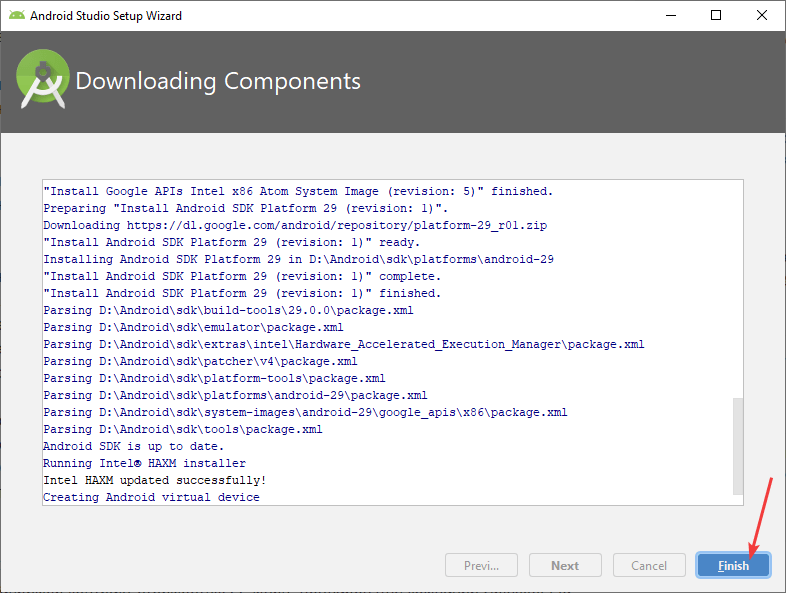 Android Studio Setup Wizard
Downloading Components
"Install Google APIs Intel x86 Atom System Image (revision: 5)" finished.
Preparing "Install Android SDK Platform 29 (revision: 1)".
Downloading https://dl.google.com/android/repository/platform-29_r01.zip
"Install Android SDK Platform 29 (revision: 1)" ready.
Installing Android SDK Platform 29 in D:\Android\sdk\platforms\android-29
"Install Android SDK Platform 29 (revision: 1)" complete.
"Install Android SDK Platform 29 (revision: 1)" finished.
Parsing D:\Android\sdk\build-tools\29.0.0\package.xml
Parsing D:\Android\sdk\emulator\package.xml
Parsing D:\Android\sdk\extras\intel\Hardware_Accelerated_Execution_Manager\package.xml
Parsing D:\Android\sdk\patcher\v4\package.xml
Parsing D:\Android\sdk\platform-tools\package.xml
Parsing D:\Android\sdk\platforms\android-29\package.xml
Parsing D:\Android\sdk\system-images\android-29\google_apis\x86\package.xml
Parsing D:\Android\sdk\tools\package.xml
Android SDK is up to date.
Running Intel® HAXM installer
Intel HAXM updated successfully!
Creating Android virtual device
Previ... Next Cancel Finish